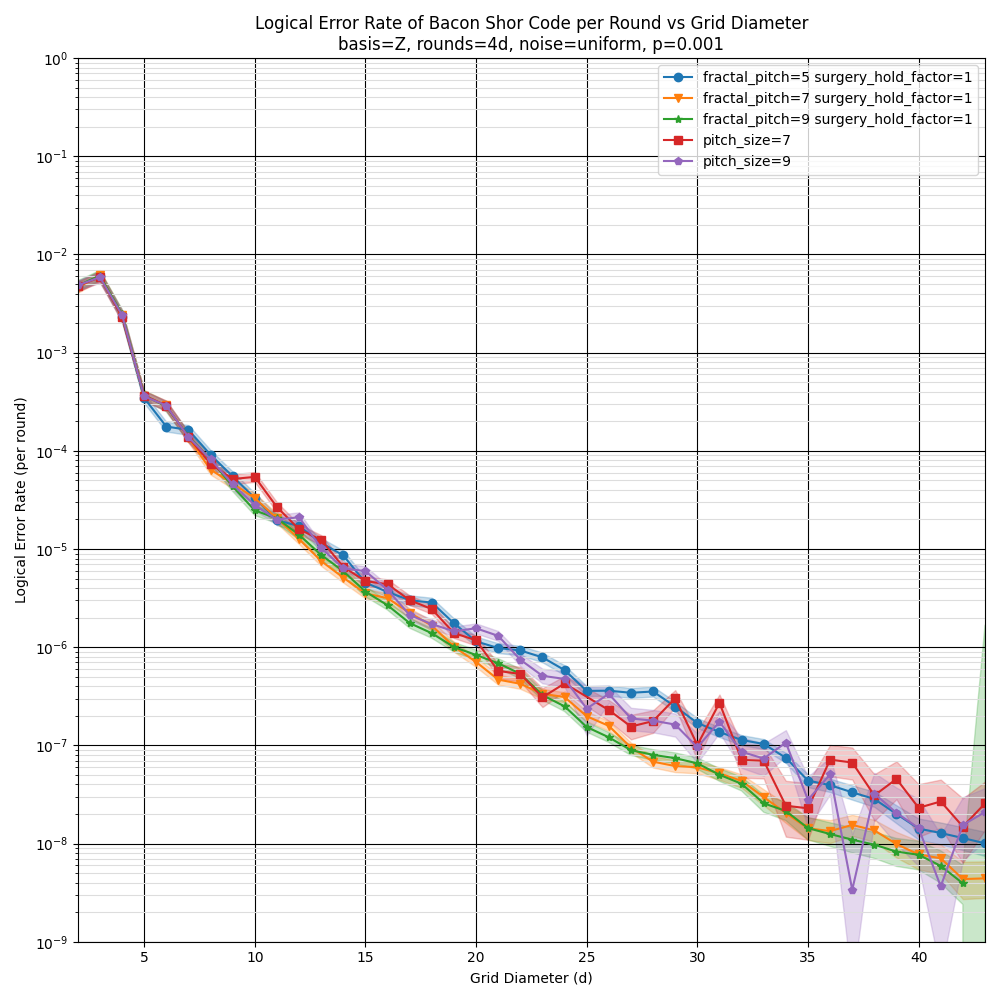 Logical Error Rate of Bacon Shor Code per Round vs Grid Diameter
basis=Z, rounds=4d, noise=uniform, p=0.001
fractal_pitch=5 surgery_hold_factor=1
fractal_pitch=7 surgery_hold_factor=1
fractal_pitch=9 surgery_hold_factor=1
pitch_size=7
pitch_size=9
Logical Error Rate (per round)
10⁰
10⁻¹
10⁻²
10⁻³
10⁻⁴
10⁻⁵
10⁻⁶
10⁻⁷
10⁻⁸
10⁻⁹
5 10 15 20 25 30 35 40
Grid Diameter (d)